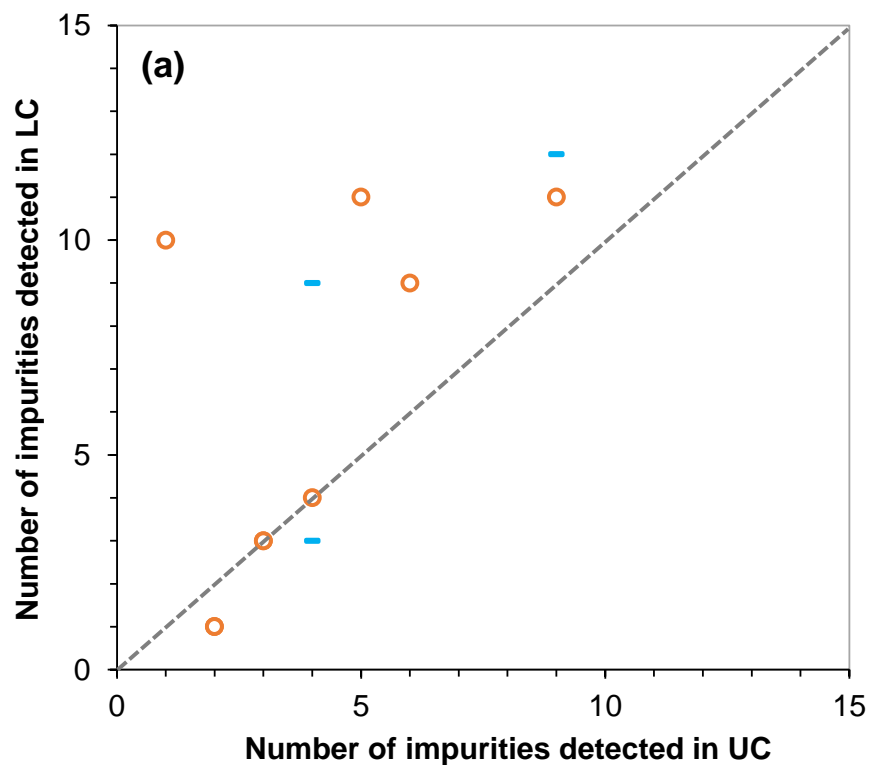 15
(a)
10
5
0
Number of impurities detected in LC
0 5 10 15
Number of impurities detected in UC